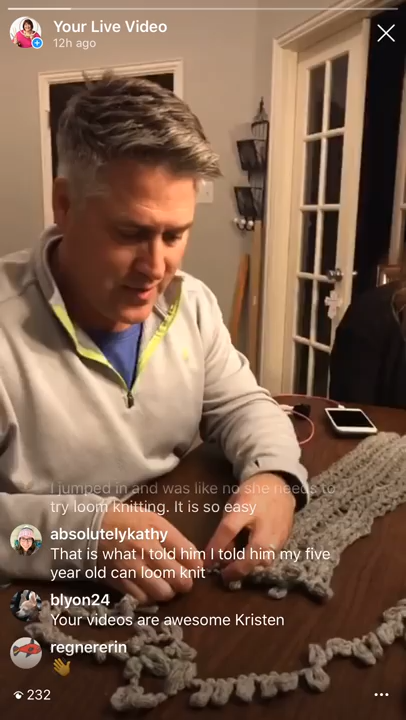 Your Live Video
12h ago
I jumped in and was like no she needs to
try loom knitting. It is so easy
absolutelykathy
That is what I told him I told him my five
year old can loom knit
blyon24
Your videos are awesome Kristen
regnererin
👋
232